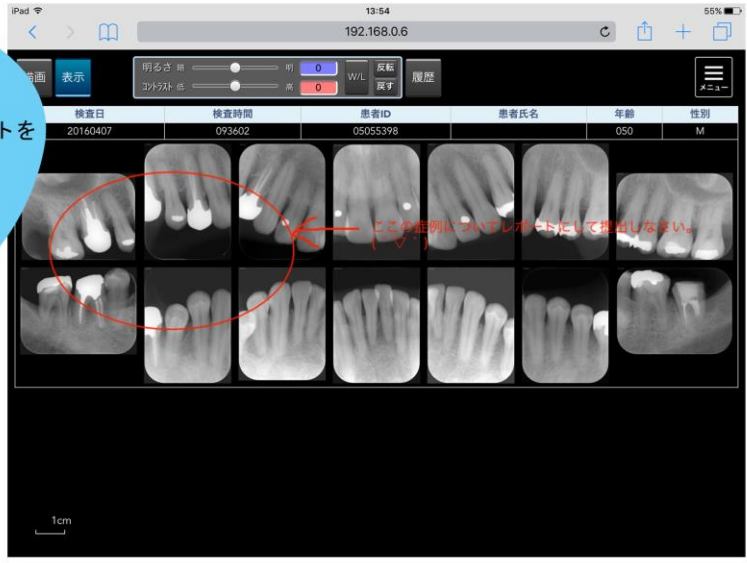 iPad 13:54 55%
192.168.0.6
描画 表示 明るさ 暗 明 0 W/L 反転 履歴 メニュー
コントラスト 低 高 0 戻す
検査日 検査時間 患者ID 患者氏名 年齢 性別
20160407 093602 05055398 050 M
トを
ここの症例についてレポートにして提出しなさい。
( ▽ ` )
1cm